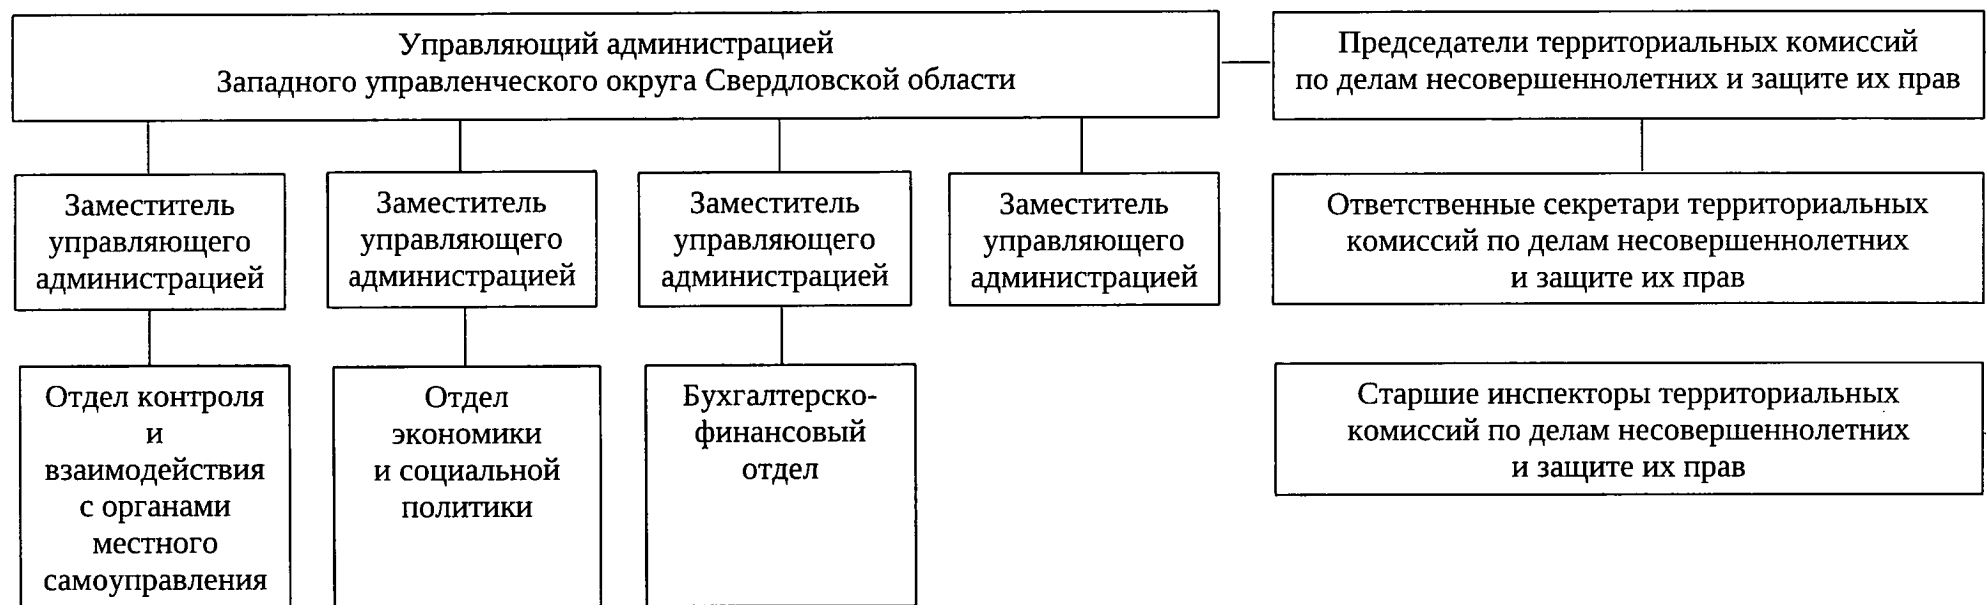 Управляющий администрацией
Западного управленческого округа Свердловской области
Председатели территориальных комиссий
по делам несовершеннолетних и защите их прав
Заместитель
управляющего
администрацией
Заместитель
управляющего
администрацией
Заместитель
управляющего
администрацией
Заместитель
управляющего
администрацией
Ответственные секретари территориальных
комиссий по делам несовершеннолетних
и защите их прав
Отдел контроля
и
взаимодействия
с органами
местного
самоуправления
Отдел
экономики
и социальной
политики
Бухгалтерско-
финансовый
отдел
Старшие инспекторы территориальных
комиссий по делам несовершеннолетних
и защите их прав